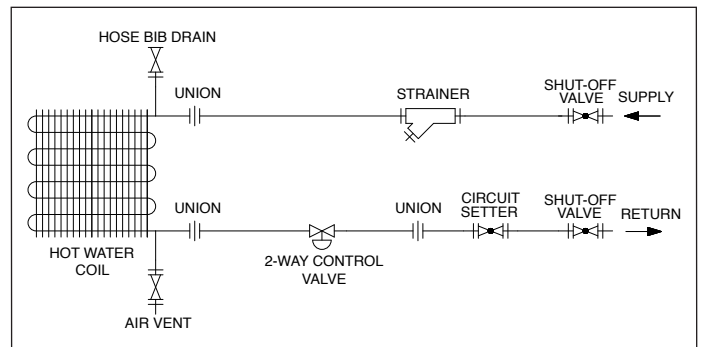 HOSE BIB DRAIN
UNION
STRAINER
SHUT-OFF
VALVE
SUPPLY
UNION
UNION
CIRCUIT
SETTER
SHUT-OFF
VALVE
RETURN
HOT WATER
COIL
2-WAY CONTROL
VALVE
AIR VENT